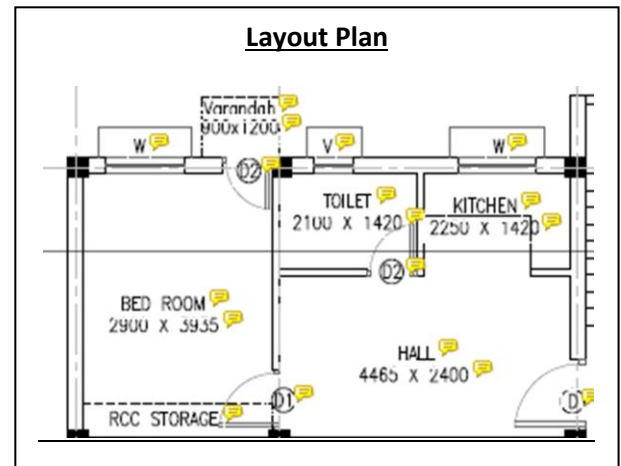 Layout Plan
Varandah
900x1200
W
V
W
D2
TOILET
2100 X 1420
KITCHEN
2250 X 1420
D2
BED ROOM
2900 X 3935
HALL
4465 X 2400
D1
D
RCC STORAGE